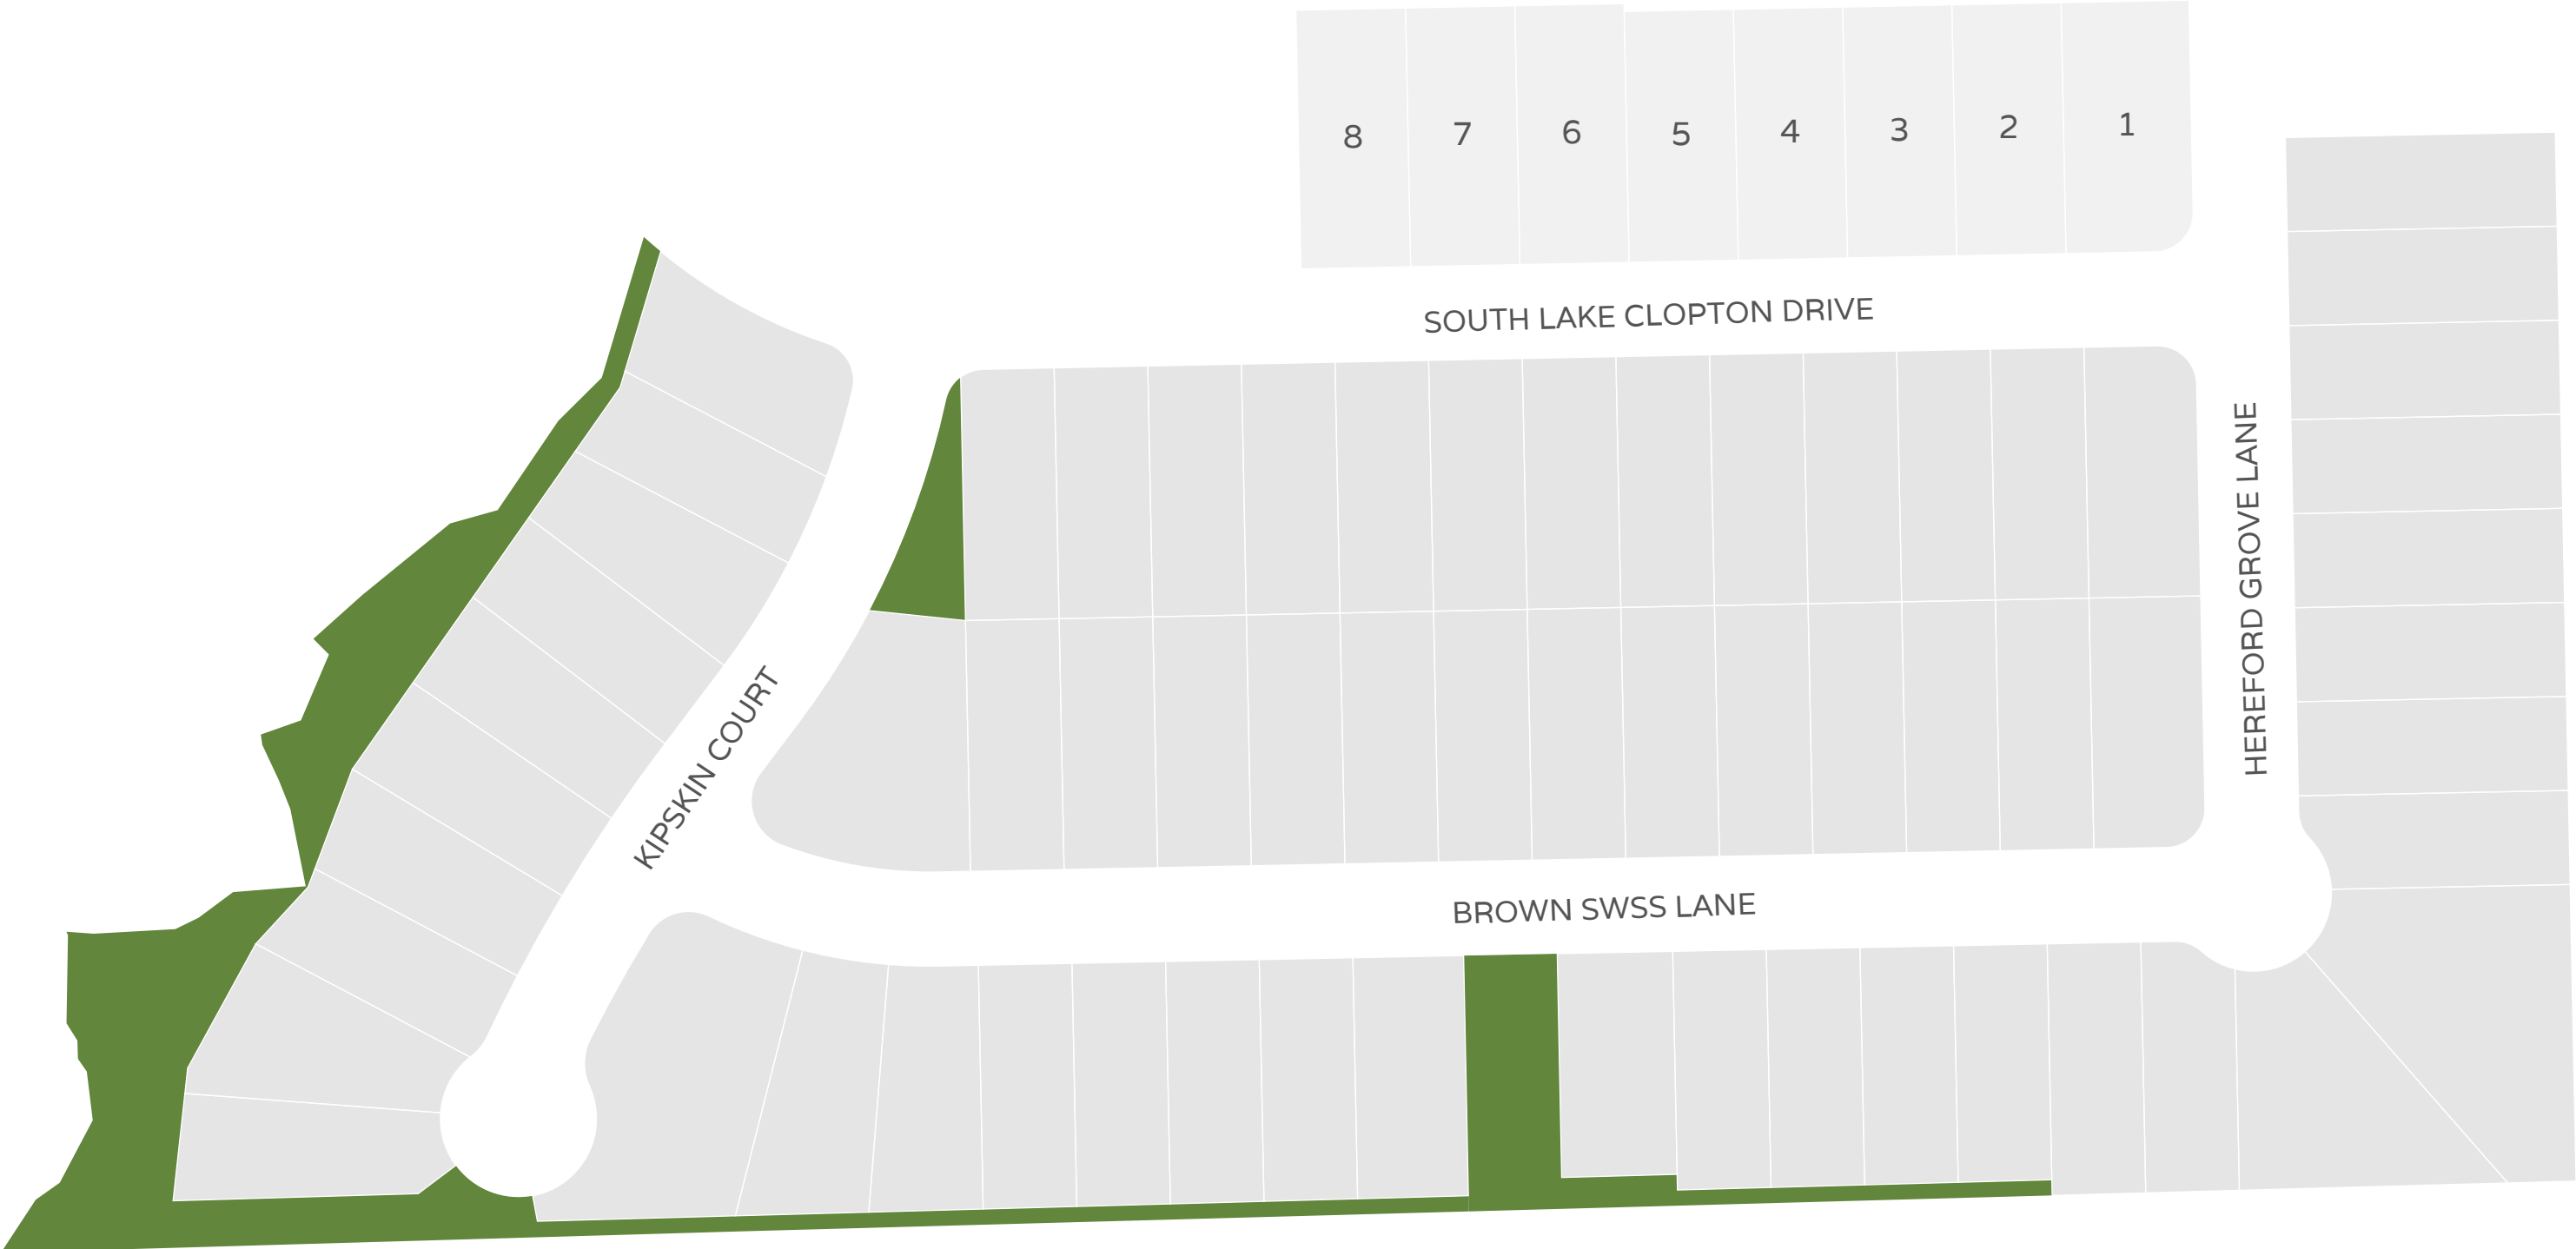 8 7 6 5 4 3 2 1
SOUTH LAKE CLOPTON DRIVE
HEREFORD GROVE LANE
KIPSKIN COURT
BROWN SWSS LANE